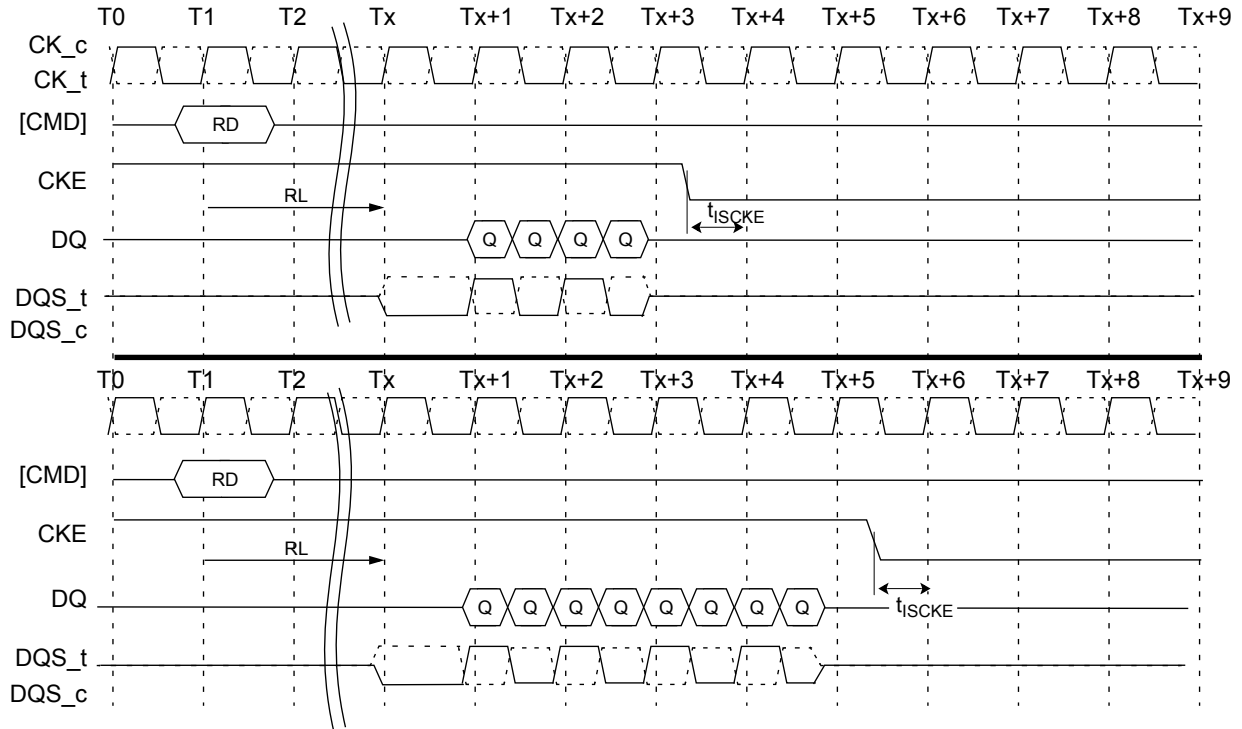 T0 T1 T2 Tx Tx+1 Tx+2 Tx+3 Tx+4 Tx+5 Tx+6 Tx+7 Tx+8 Tx+9
CK_c
CK_t
[CMD] RD
CKE
RL
tISCKE
DQ Q Q Q Q
DQS_t
DQS_c
T0 T1 T2 Tx Tx+1 Tx+2 Tx+3 Tx+4 Tx+5 Tx+6 Tx+7 Tx+8 Tx+9
[CMD] RD
CKE
RL
DQ Q Q Q Q Q Q Q Q tISCKE
DQS_t
DQS_c